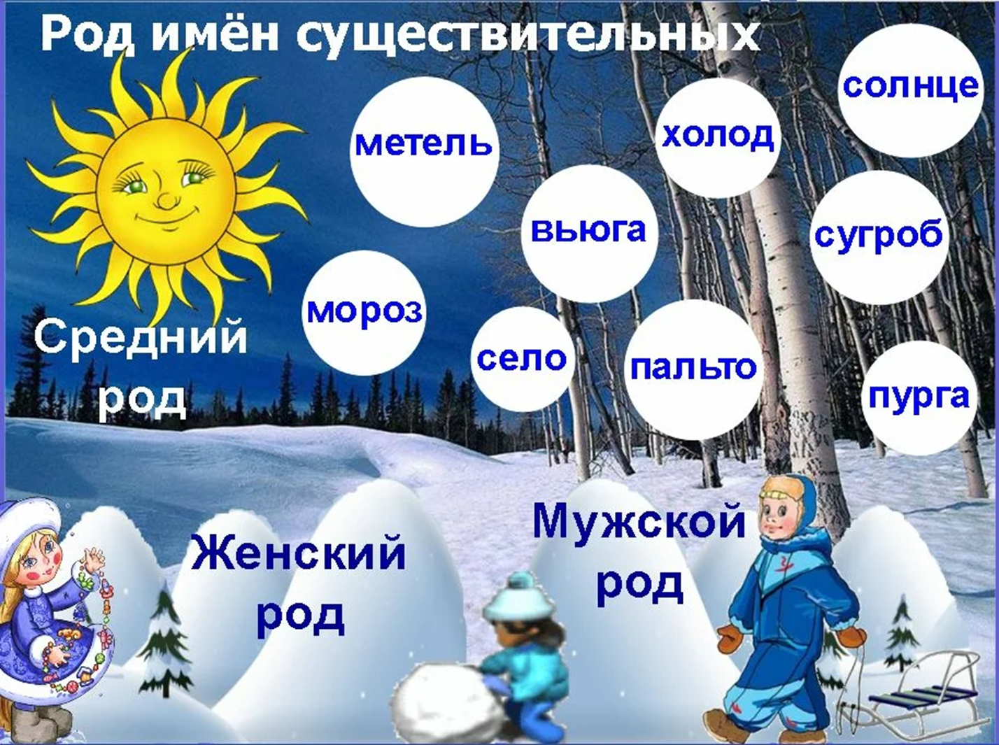 Род имён существительных
солнце
метель
холод
вьюга
сугроб
мороз
село
пальто
пурга
Средний
род
Женский
род
Мужской
род